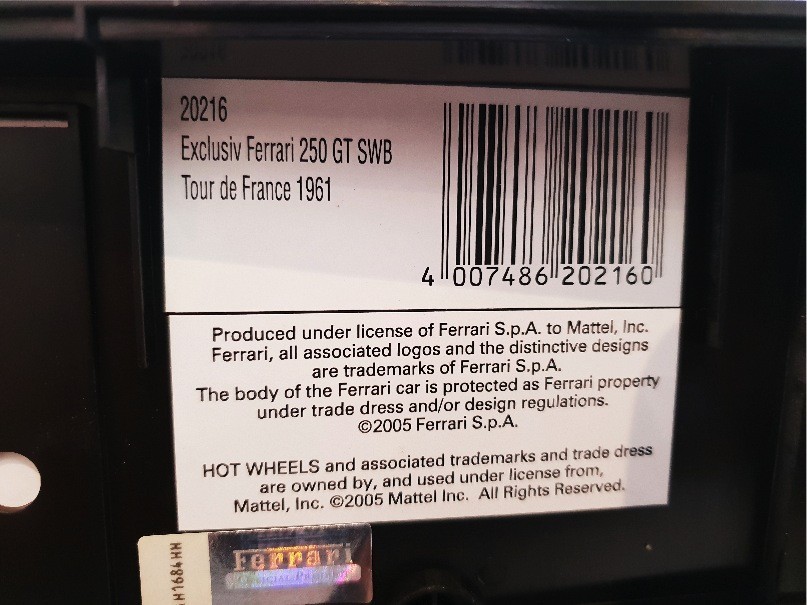 20216
Exclusiv Ferrari 250 GT SWB
Tour de France 1961
4 007486 202160
Produced under license of Ferrari S.p.A. to Mattel, Inc.
Ferrari, all associated logos and the distinctive designs
are trademarks of Ferrari S.p.A.
The body of the Ferrari car is protected as Ferrari property
under trade dress and/or design regulations.
©2005 Ferrari S.p.A.
HOT WHEELS and associated trademarks and trade dress
are owned by, and used under license from,
Mattel, Inc. ©2005 Mattel Inc. All Rights Reserved.
Ferrari